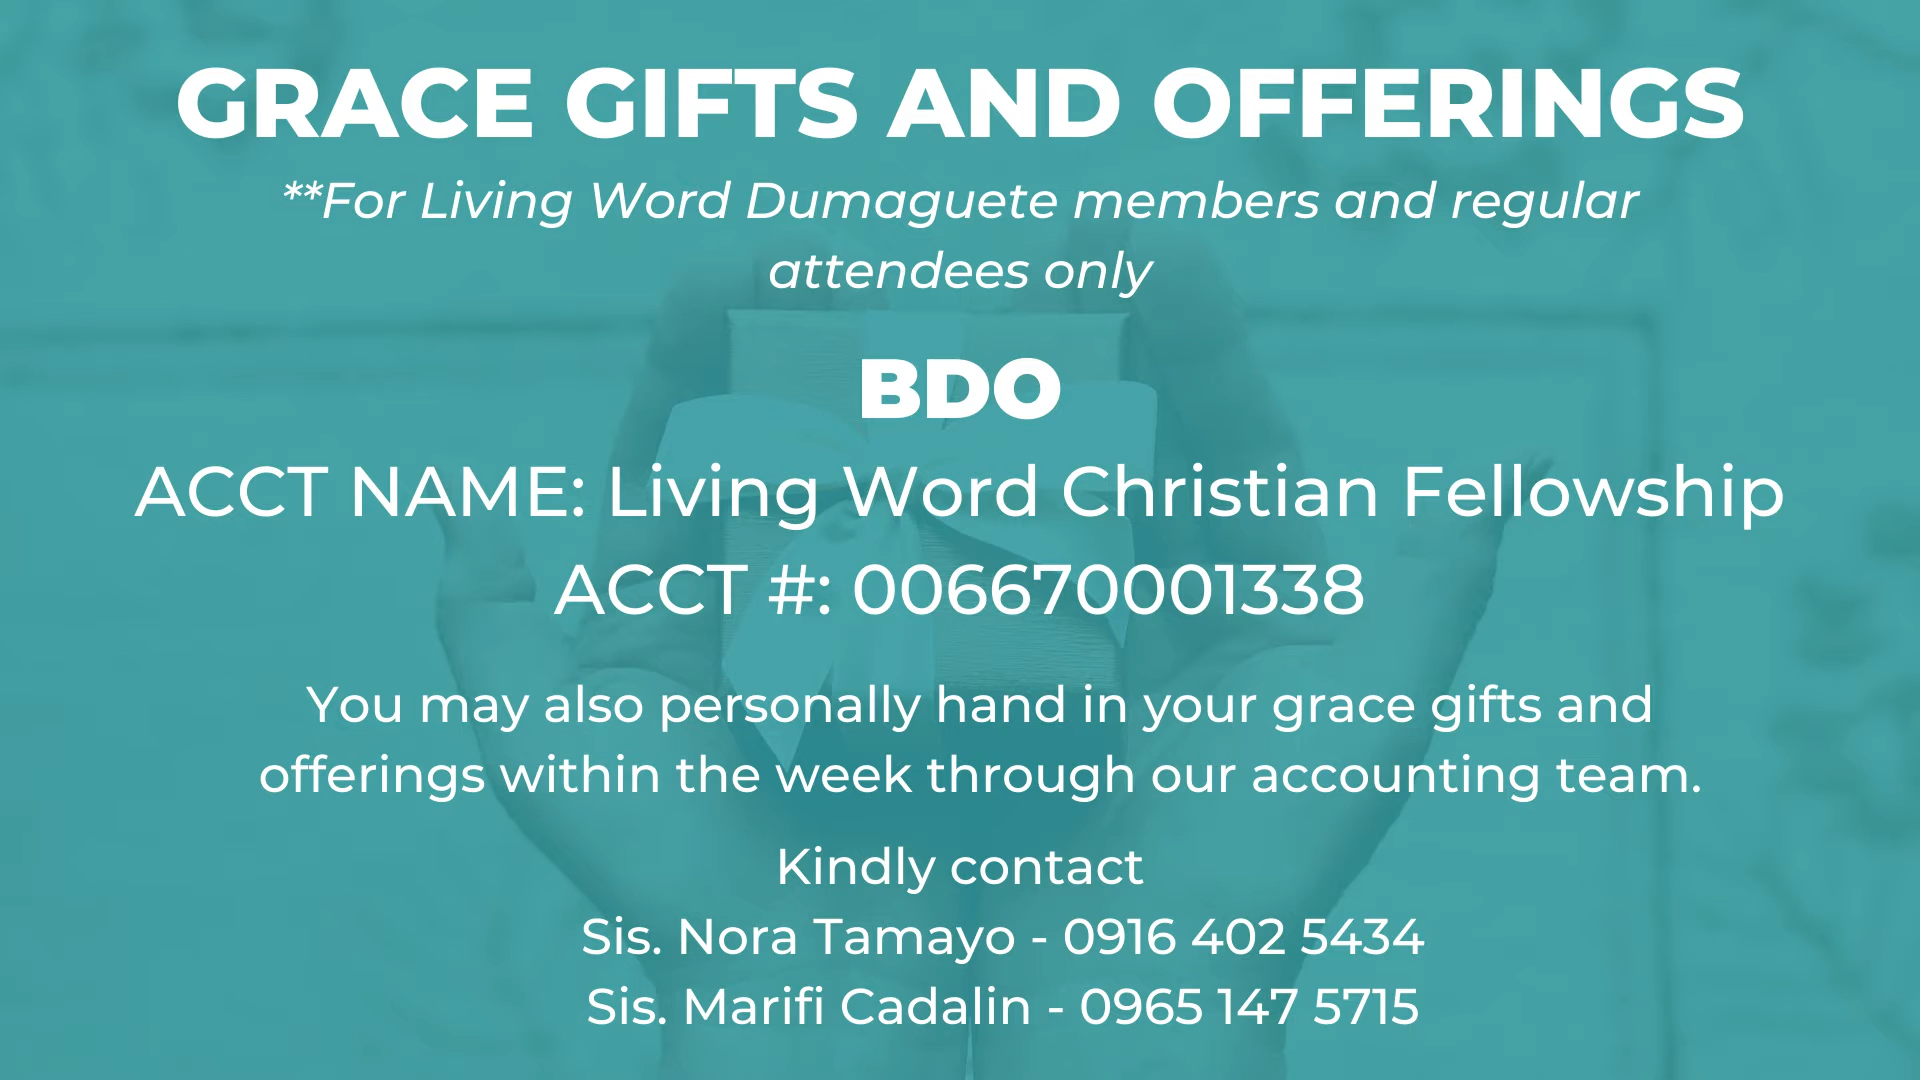 GRACE GIFTS AND OFFERINGS
**For Living Word Dumaguete members and regular
attendees only
BDO
ACCT NAME: Living Word Christian Fellowship
ACCT #: 006670001338
You may also personally hand in your grace gifts and
offerings within the week through our accounting team.
Kindly contact
Sis. Nora Tamayo - 0916 402 5434
Sis. Marifi Cadalin - 0965 147 5715